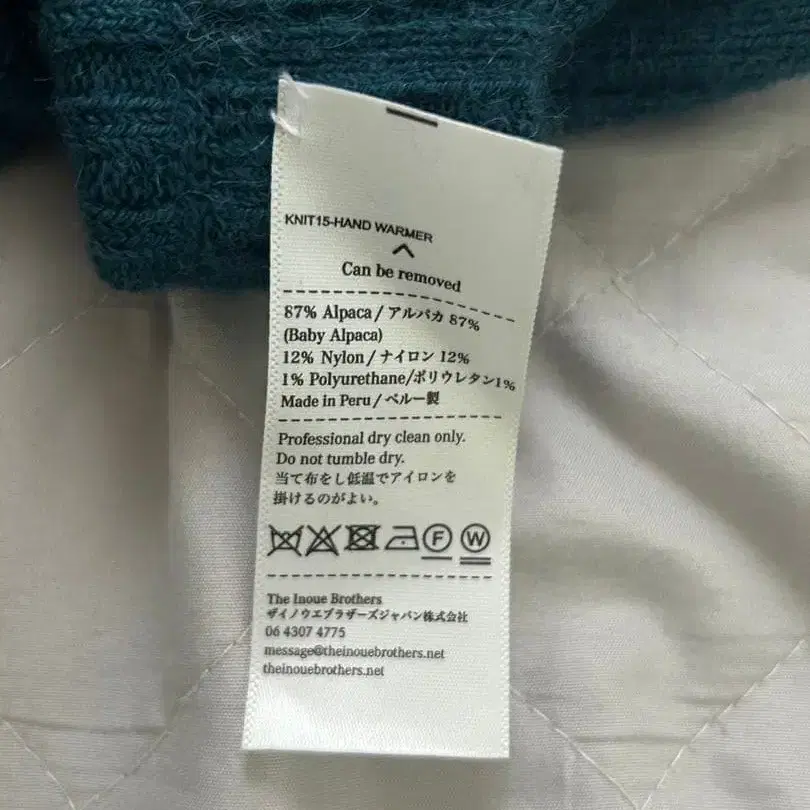 KNIT15-HAND WARMER
Can be removed
87% Alpaca / アルパカ 87%
(Baby Alpaca)
12% Nylon / ナイロン 12%
1% Polyurethane/ポリウレタン1%
Made in Peru / ペルー製
Professional dry clean only.
Do not tumble dry.
当て布をし低温でアイロンを
掛けるのがよい。
F W
The Inoue Brothers
ザイノウエブラザーズジャパン株式会社
06 4307 4775
message@theinouebrothers.net
theinouebrothers.net